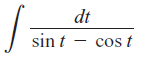 ∫ dt / (sin t − cos t)